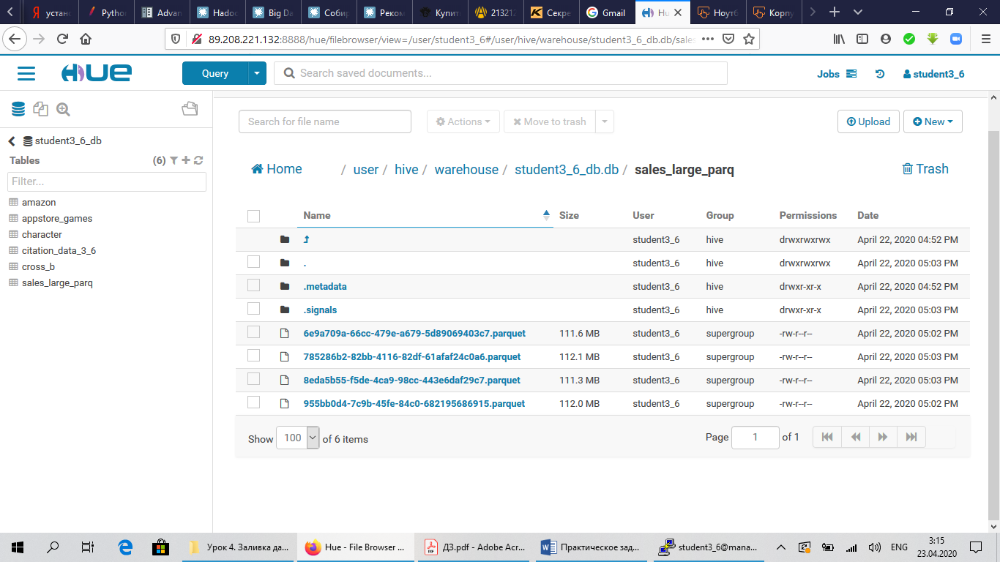 Я устано
Python
Advan
Hadoo
Big Da
Собир
Реком
Купит
21321
Секре
Gmail
Hu
Ноутб
Корпу
89.208.221.132:8888/hue/filebrowser/view=/user/student3_6#/user/hive/warehouse/student3_6_db.db/sales
HUE
Query
Search saved documents...
Jobs
student3_6
student3_6_db
Tables
(6)
Filter...
amazon
appstore_games
character
citation_data_3_6
cross_b
sales_large_parq
Search for file name
Actions
Move to trash
Upload
New
Home / user / hive / warehouse / student3_6_db.db / sales_large_parq
Trash
Name Size User Group Permissions Date
student3_6 hive drwxrwxrwx April 22, 2020 04:52 PM
. student3_6 hive drwxrwxrwx April 22, 2020 05:03 PM
.metadata student3_6 hive drwxr-xr-x April 22, 2020 04:52 PM
.signals student3_6 hive drwxr-xr-x April 22, 2020 05:03 PM
6e9a709a-66cc-479e-a679-5d89069403c7.parquet 111.6 MB student3_6 supergroup -rw-r--r-- April 22, 2020 05:02 PM
785286b2-82bb-4116-82df-61afaf24c0a6.parquet 112.1 MB student3_6 supergroup -rw-r--r-- April 22, 2020 05:03 PM
8eda5b55-f5de-4ca9-98cc-443e6daf29c7.parquet 111.3 MB student3_6 supergroup -rw-r--r-- April 22, 2020 05:03 PM
955bb0d4-7c9b-45fe-84c0-682195686915.parquet 112.0 MB student3_6 supergroup -rw-r--r-- April 22, 2020 05:02 PM
Show 100 of 6 items
Page 1 of 1
Урок 4. Заливка да...
Hue - File Browser ...
ДЗ.pdf - Adobe Acr...
Практическое зад...
student3_6@mana...
ENG
3:15
23.04.2020